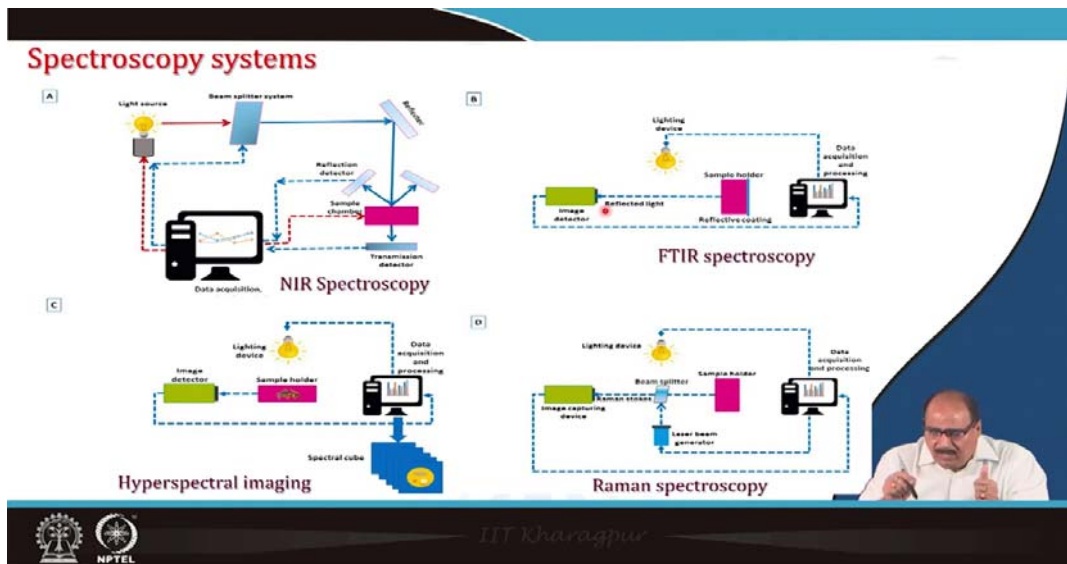 Spectroscopy systems
A
Light source
Beam splitter system
Reflector
Reflection
detector
Sample
chamber
Transmission
detector
Data acquisition,
NIR Spectroscopy
B
Lighting
device
Data
acquisition
and
processing
Sample holder
Reflected light
Image
detector
Reflective coating
FTIR spectroscopy
C
Lighting
device
Data
acquisition
and
processing
Image
detector
Sample holder
Spectral cube
Hyperspectral imaging
D
Lighting device
Data
acquisition
and processing
Sample
holder
Beam splitter
Raman stokes
Image capturing
device
Laser beam
generator
Raman spectroscopy
NPTEL
IIT Kharagpur